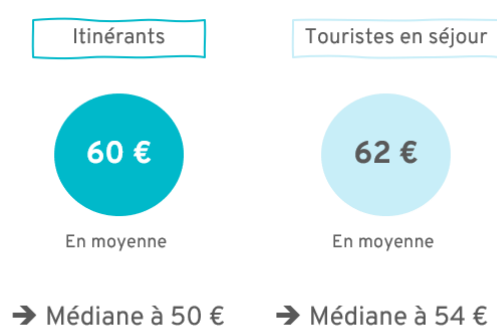 Itinérants
Touristes en séjour
60 €
62 €
En moyenne
En moyenne
➔ Médiane à 50 €
➔ Médiane à 54 €